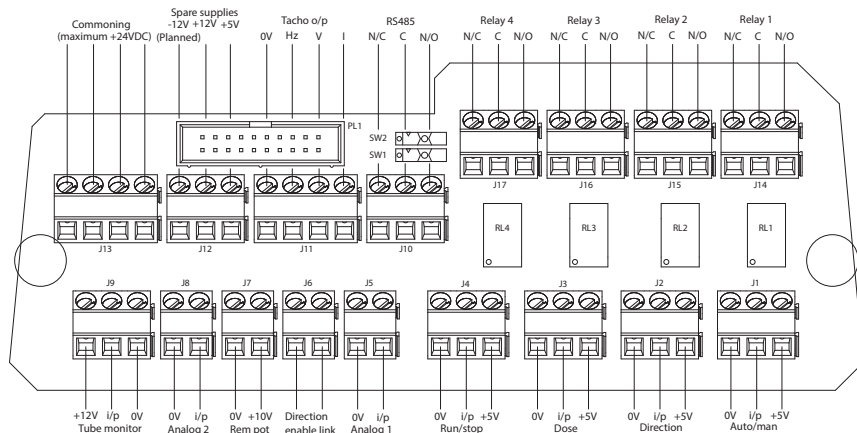 Commoning
(maximum +24VDC)
Spare supplies
-12V +12V +5V
(Planned)
Tacho o/p
0V Hz V I
RS485
N/C C N/O
Relay 4
N/C C N/O
Relay 3
N/C C N/O
Relay 2
N/C C N/O
Relay 1
N/C C N/O
PL1
SW2
SW1
J17 J16 J15 J14
J13 J12 J11 J10
RL4 RL3 RL2 RL1
J9 J8 J7 J6 J5 J4 J3 J2 J1
+12V i/p 0V
Tube monitor
0V i/p
Analog 2
0V +10V
Rem pot
Direction
enable link
0V i/p
Analog 1
0V i/p +5V
Run/stop
0V i/p +5V
Dose
0V i/p +5V
Direction
0V i/p +5V
Auto/man